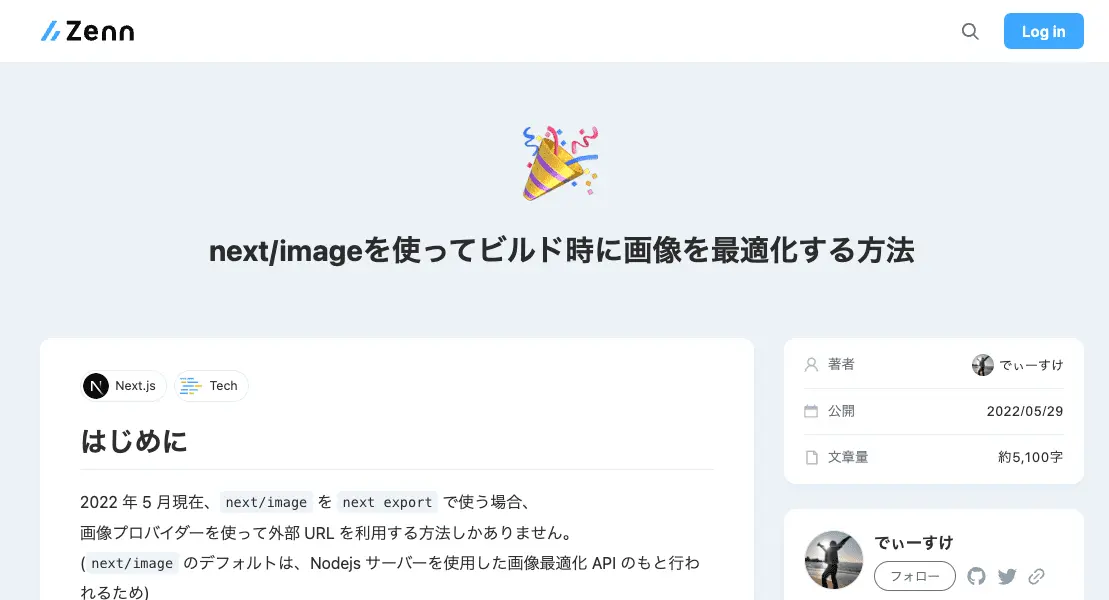 Zenn
Log in
next/imageを使ってビルド時に画像を最適化する方法
Next.js
Tech
はじめに
2022 年 5 月現在、 next/image を next export で使う場合、
画像プロバイダーを使って外部 URL を利用する方法しかありません。
( next/image のデフォルトは、Nodejs サーバーを使用した画像最適化 API のもと行わ
れるため)
著者
でぃーすけ
公開
2022/05/29
文章量
約5,100字
でぃーすけ
フォロー